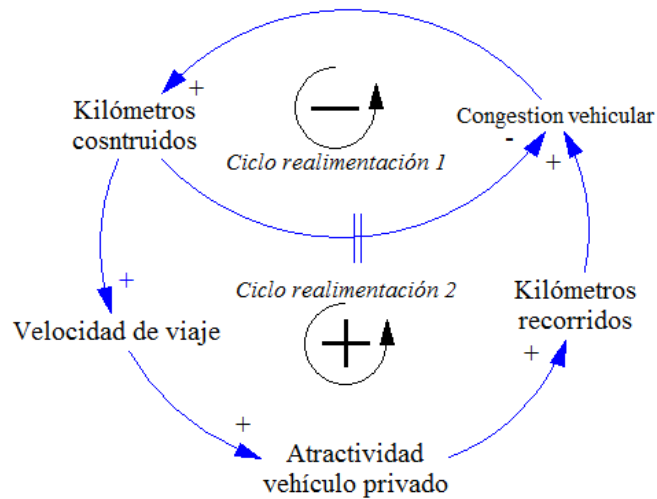 +
Kilómetros
cosntruidos
Congestion vehicular
-
+
Ciclo realimentación 1
+
Ciclo realimentación 2
Kilómetros
recorridos
Velocidad de viaje
+
+
Atractividad
vehículo privado